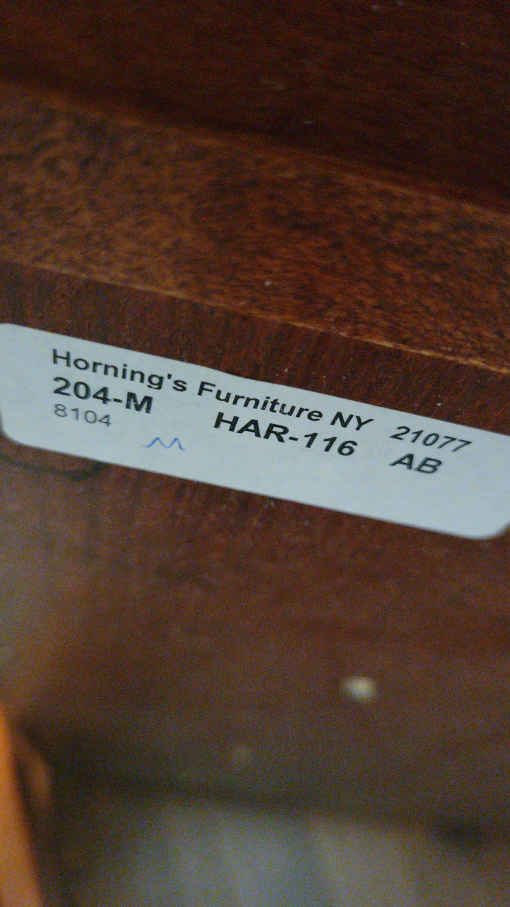 Horning's Furniture NY 21077
204-M HAR-116 AB
8104